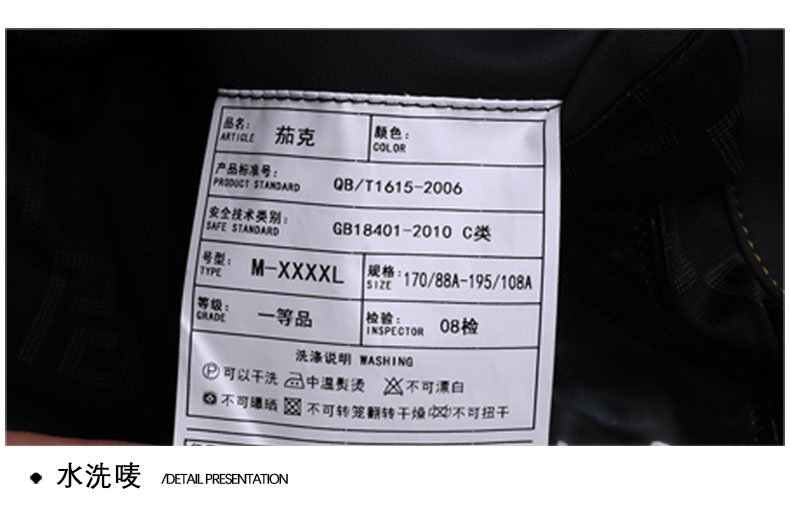 品名: 茄克 颜色:
ARTICLE COLOR
产品标准号: QB/T1615-2006
PRODUCT STANDARD
安全技术类别: GB18401-2010 C类
SAFE STANDARD
号型: M-XXXXL 规格: 170/88A-195/108A
TYPE SIZE
等级: 一等品 检验: 08检
GRADE INSPECTOR
洗涤说明 WASHING
P 可以干洗 中温熨烫 不可漂白
不可曝晒 不可转笼翻转干燥 不可扭干
水洗唛 /DETAIL PRESENTATION